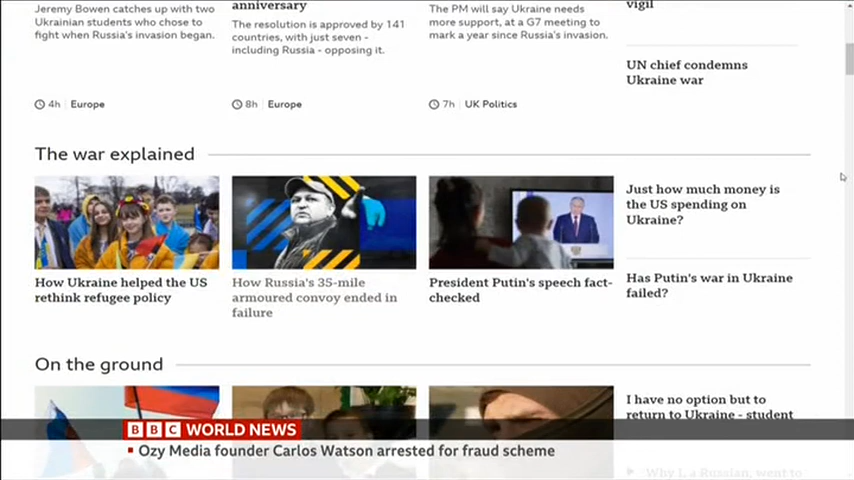 Jeremy Bowen catches up with two
Ukrainian students who chose to
fight when Russia's invasion began.
4h Europe
anniversary
The resolution is approved by 141
countries, with just seven -
including Russia - opposing it.
8h Europe
The PM will say Ukraine needs
more support, at a G7 meeting to
mark a year since Russia's invasion.
7h UK Politics
vigil
UN chief condemns
Ukraine war
The war explained
How Ukraine helped the US
rethink refugee policy
How Russia's 35-mile
armoured convoy ended in
failure
President Putin's speech fact-
checked
Just how much money is
the US spending on
Ukraine?
Has Putin's war in Ukraine
failed?
On the ground
I have no option but to
return to Ukraine - student
Why I, a Russian, went to
BBC WORLD NEWS
Ozy Media founder Carlos Watson arrested for fraud scheme